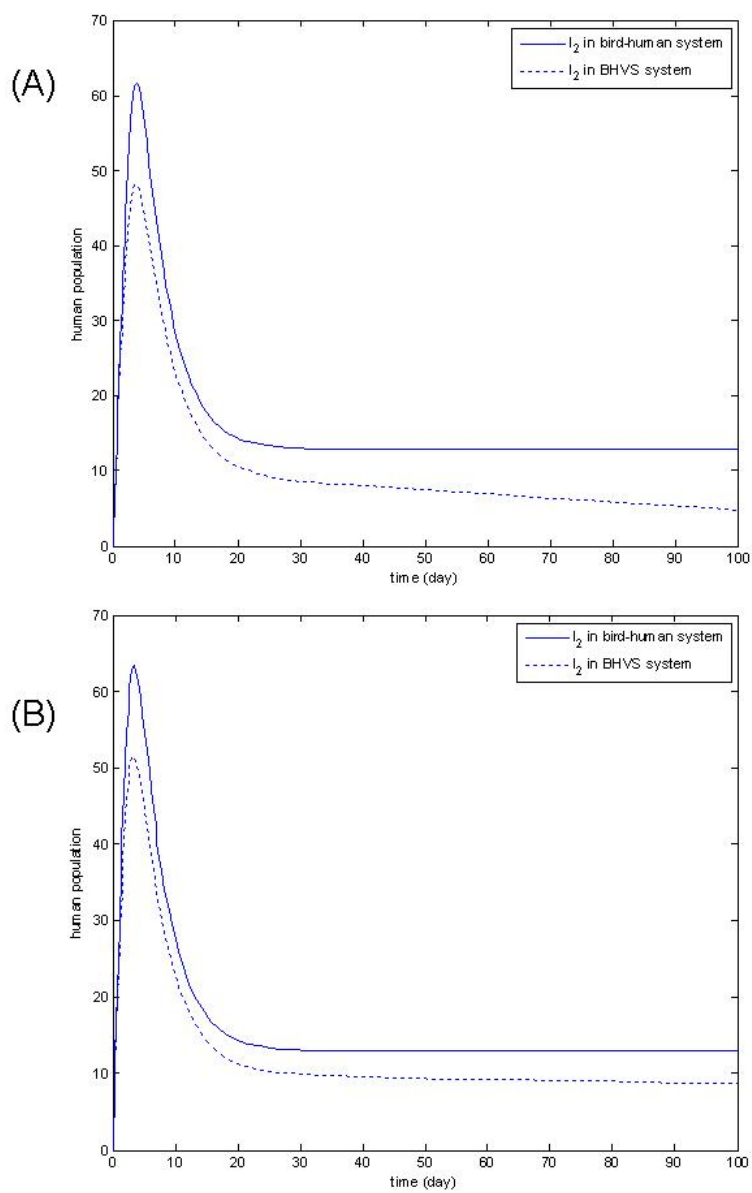 (A)
70
60
50
40
30
20
10
0
human population
I₂ in bird-human system
I₂ in BHVS system
0 10 20 30 40 50 60 70 80 90 100
time (day)
(B)
70
60
50
40
30
20
10
0
human population
I₂ in bird-human system
I₂ in BHVS system
0 10 20 30 40 50 60 70 80 90 100
time (day)